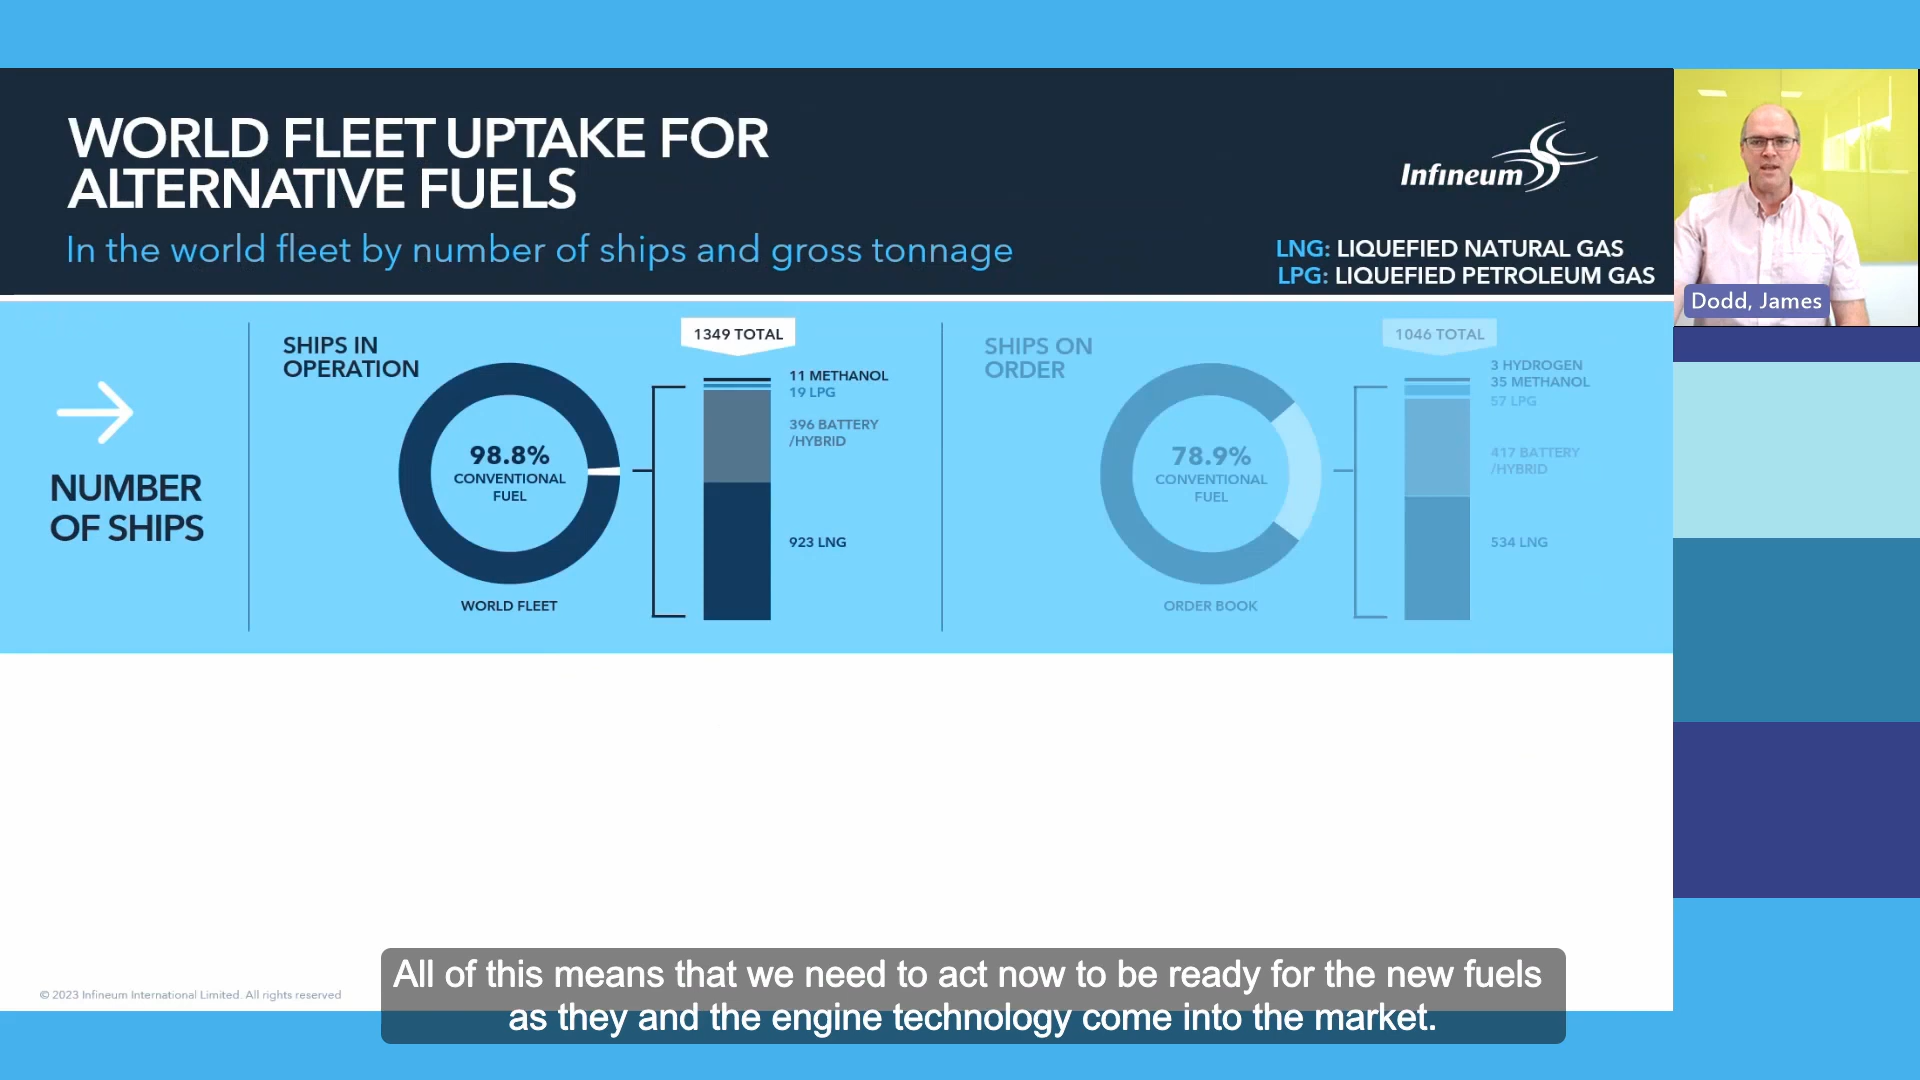 WORLD FLEET UPTAKE FOR
ALTERNATIVE FUELS
In the world fleet by number of ships and gross tonnage
Infineum
LNG: LIQUEFIED NATURAL GAS
LPG: LIQUEFIED PETROLEUM GAS
Dodd, James
NUMBER
OF SHIPS
SHIPS IN
OPERATION
98.8%
CONVENTIONAL
FUEL
WORLD FLEET
1349 TOTAL
11 METHANOL
19 LPG
396 BATTERY
/HYBRID
923 LNG
SHIPS ON
ORDER
78.9%
CONVENTIONAL
FUEL
ORDER BOOK
1046 TOTAL
3 HYDROGEN
35 METHANOL
57 LPG
417 BATTERY
/HYBRID
534 LNG
© 2023 Infineum International Limited. All rights reserved
All of this means that we need to act now to be ready for the new fuels
as they and the engine technology come into the market.